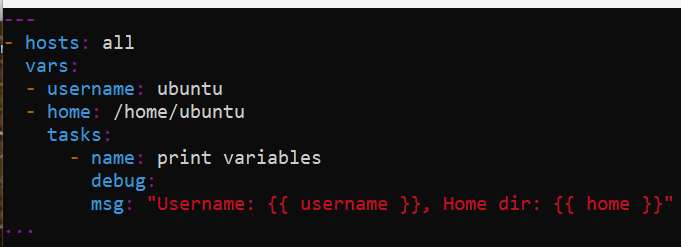 ---
- hosts: all
  vars:
  - username: ubuntu
  - home: /home/ubuntu
    tasks:
      - name: print variables
        debug:
        msg: "Username: {{ username }}, Home dir: {{ home }}"
...